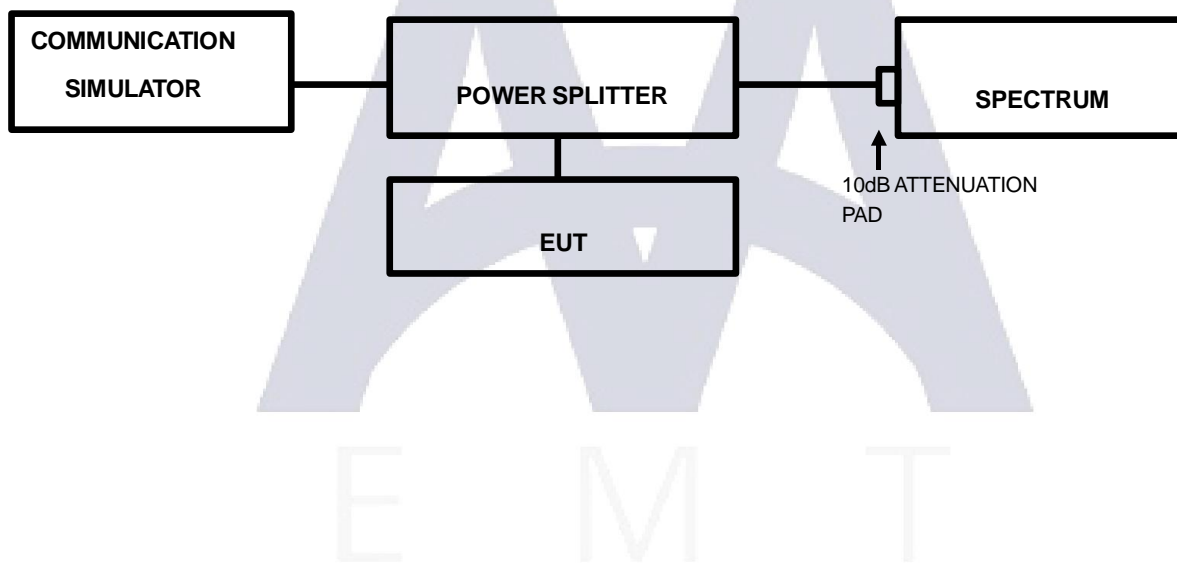 COMMUNICATION
SIMULATOR
POWER SPLITTER
SPECTRUM
10dB ATTENUATION
PAD
EUT
E M T